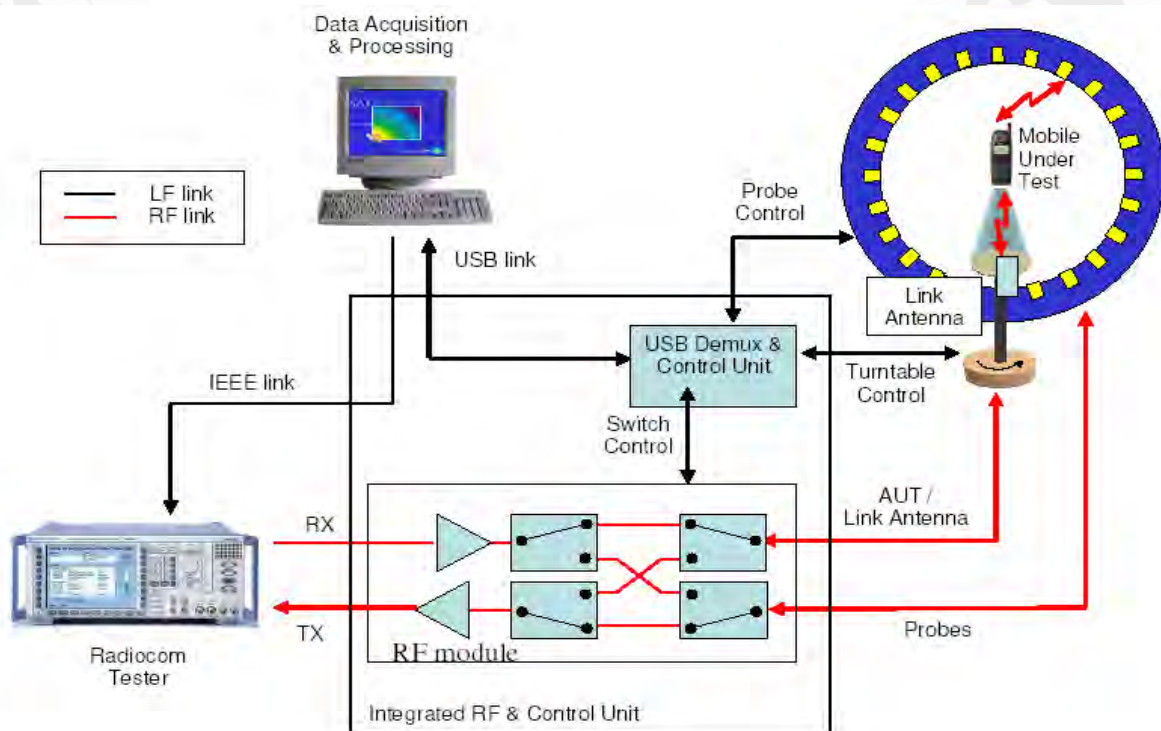 Data Acquisition
& Processing
LF link
RF link
Mobile
Under
Test
Probe
Control
USB link
Link
Antenna
USB Demux &
Control Unit
IEEE link
Turntable
Control
Switch
Control
AUT /
Link Antenna
RX
TX
Probes
RF module
Radiocom
Tester
Integrated RF & Control Unit